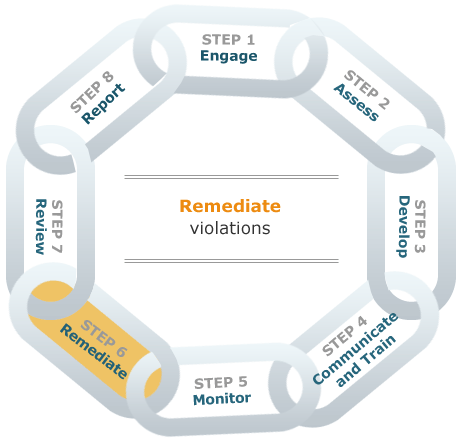 STEP 1
Engage
STEP 2
Assess
STEP 3
Develop
STEP 4
Communicate
and Train
STEP 5
Monitor
STEP 6
Remediate
STEP 7
Review
STEP 8
Report
Remediate
violations